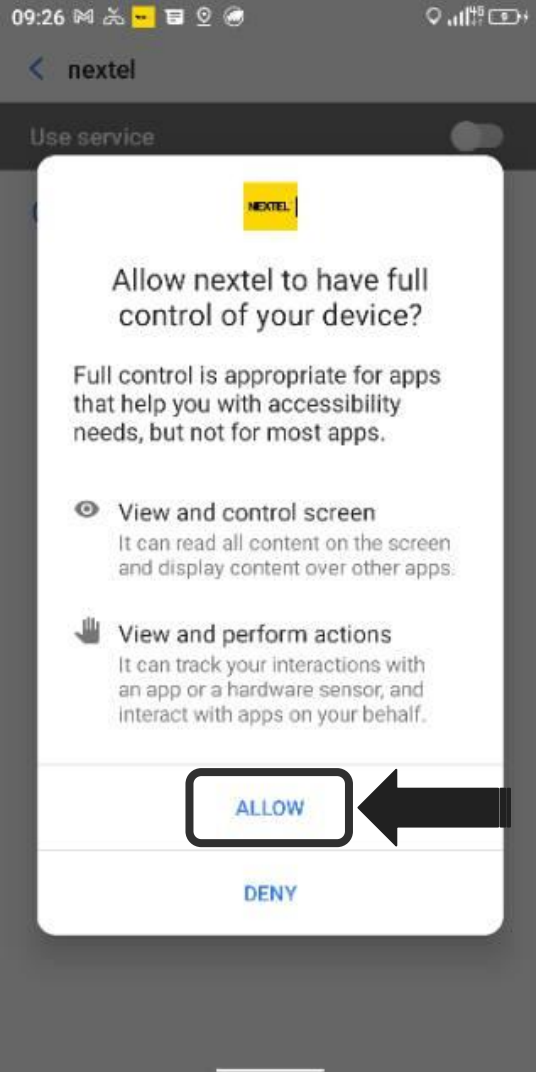 09:26
nextel
Use service
NEXTEL
Allow nextel to have full
control of your device?
Full control is appropriate for apps
that help you with accessibility
needs, but not for most apps.
View and control screen
It can read all content on the screen
and display content over other apps.
View and perform actions
It can track your interactions with
an app or a hardware sensor, and
interact with apps on your behalf.
ALLOW
DENY